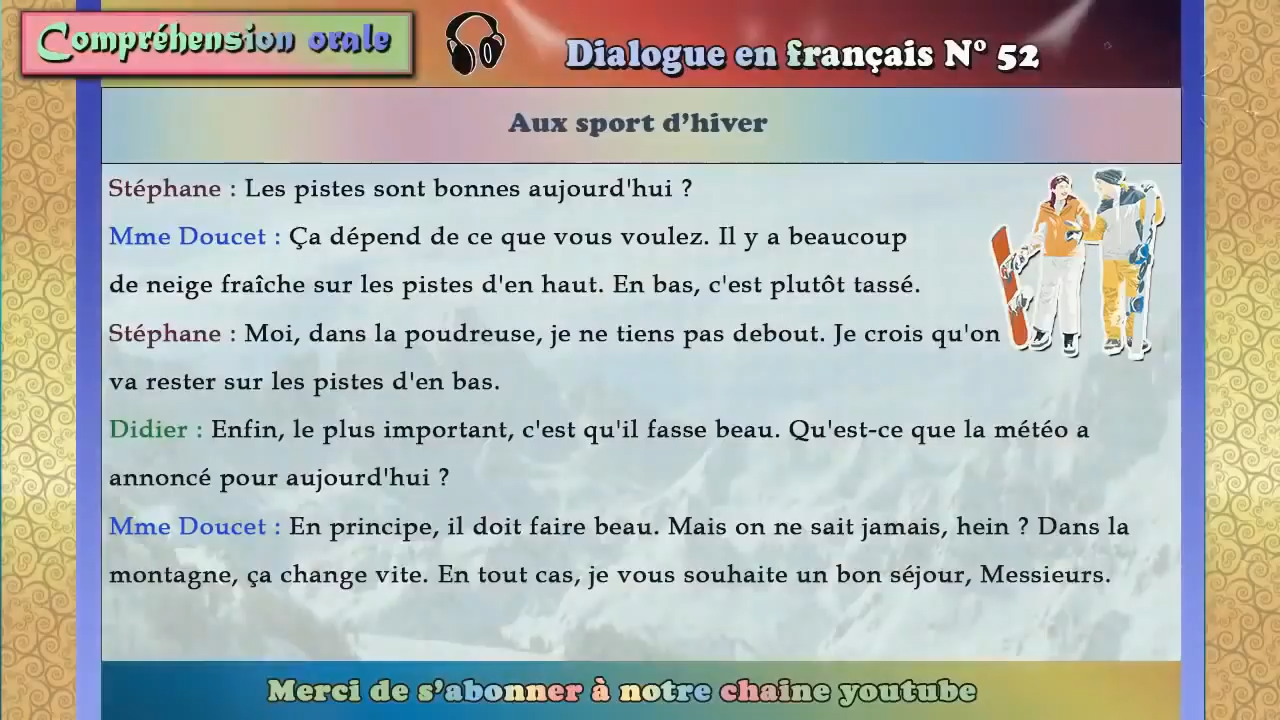 Compréhension orale
Dialogue en français N° 52
Aux sport d'hiver
Stéphane : Les pistes sont bonnes aujourd'hui ?
Mme Doucet : Ça dépend de ce que vous voulez. Il y a beaucoup
de neige fraîche sur les pistes d'en haut. En bas, c'est plutôt tassé.
Stéphane : Moi, dans la poudreuse, je ne tiens pas debout. Je crois qu'on
va rester sur les pistes d'en bas.
Didier : Enfin, le plus important, c'est qu'il fasse beau. Qu'est-ce que la météo a
annoncé pour aujourd'hui ?
Mme Doucet : En principe, il doit faire beau. Mais on ne sait jamais, hein ? Dans la
montagne, ça change vite. En tout cas, je vous souhaite un bon séjour, Messieurs.
Merci de s'abonner à notre chaine youtube